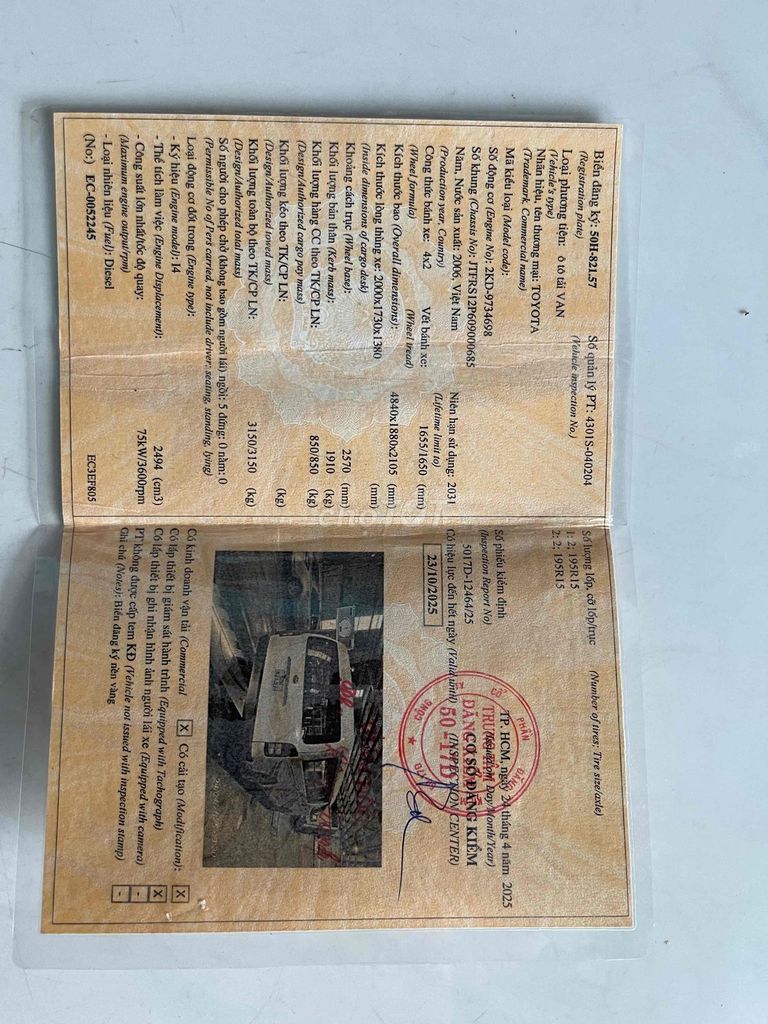 Biển đăng ký: 50H-821.57 Số quản lý PT: 4301S-040204
(Registration plate) (Vehicle inspection No.)
Loại phương tiện: ô tô tải VAN
(Vehicle's type)
Nhãn hiệu, tên thương mại: TOYOTA
(Trademark, Commercial name)
Mã kiểu loại (Model code):
Số động cơ (Engine No): 2KD-9734698
Số khung (Chassis No): JTFRS12P609000685
Năm, Nước sản xuất: 2006, Việt Nam Niên hạn sử dụng: 2031
(Production year, Country) (Lifetime limit to)
Công thức bánh xe: 4x2 Vết bánh xe: 1655/1650 (mm)
(Wheel formula) (Wheel tread)
Kích thước bao (Overall dimensions): 4840x1880x2105 (mm)
Kích thước lòng thùng xe: 2000x1730x1380 (mm)
(Inside dimensions of cargo desk)
Khoảng cách trục (Wheel base): 2570 (mm)
Khối lượng bản thân (Kerb mass): 1910 (kg)
Khối lượng hàng CC theo TK/CP LN: 850/850 (kg)
(Design/Authorized cargo pay mass)
Khối lượng kéo theo TK/CP LN: (kg)
(Design/Authorized towed mass)
Khối lượng toàn bộ theo TK/CP LN: 3150/3150 (kg)
(Design/Authorized total mass)
Số người cho phép chở (không bao gồm người lái) ngồi: 5 đứng: 0 nằm: 0
(Permissible No of Pers carried, not include driver: seating, standing, lying)
Loại động cơ đốt trong (Engine type):
- Ký hiệu (Engine model): I4
- Thể tích làm việc (Engine Displacement): 2494 (cm3)
- Công suất lớn nhất/tốc độ quay: 75kW/3600rpm
(Maximum engine output/rpm)
- Loại nhiên liệu (Fuel): Diesel
(No:) EC-0052245 EC3EF805
Số lượng lốp, cỡ lốp/trục (Number of tires; Tire size/axle)
1: 2; 195R15
2: 2; 195R15
TP. HCM, ngày 24 tháng 4 năm 2025
Số phiếu kiểm định
(Inspection Report No) CƠ SỞ ĐĂNG KIỂM
5017D-12464/25 (INSPECTION CENTER)
Có hiệu lực đến hết ngày (Valid until)
23/10/2025
CÔNG
CỔ PHẦN
50-17D
Có kinh doanh vận tải (Commercial X Có cải tạo (Modification): X
Có lắp thiết bị giám sát hành trình (Equipped with Tachograph) X
Có lắp thiết bị ghi nhận hình ảnh người lái xe (Equipped with camera) -
PT không được cấp tem KĐ (Vehicle not issued with inspection stamp) -
Ghi chú (Notes): Biển đăng ký nền vàng